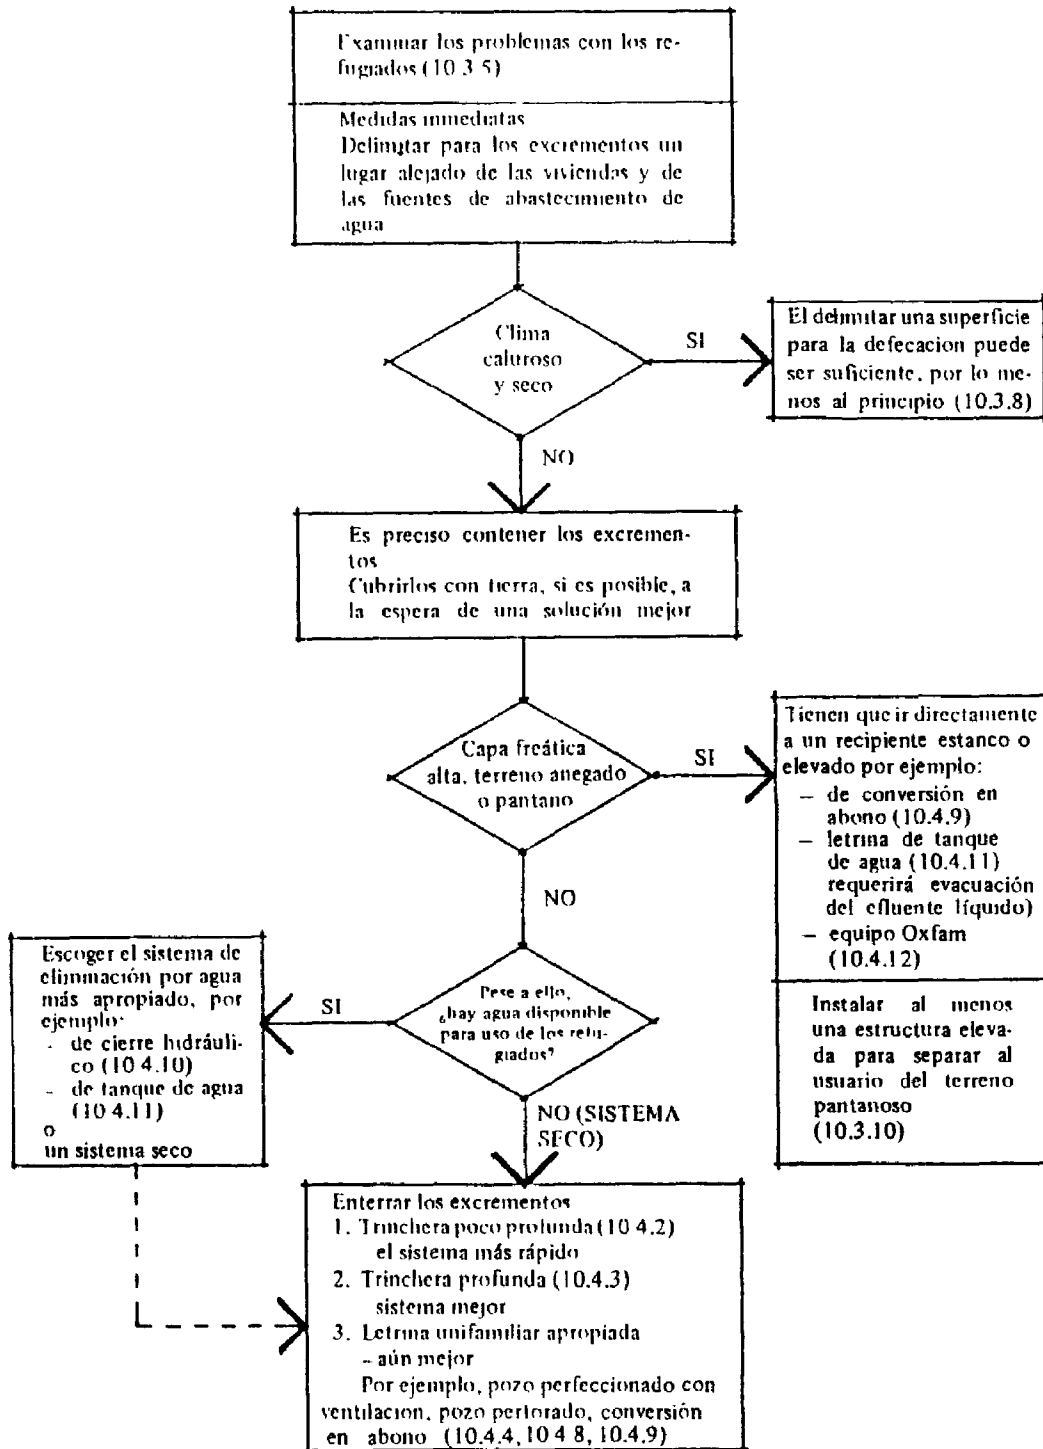 Examinar los problemas con los re-
fugiados (10 3 5)
Medidas inmediatas
Delimitar para los excrementos un
lugar alejado de las viviendas y de
las fuentes de abastecimiento de
agua
Clima
caluroso
y seco
SI
El delimitar una superficie
para la defecacion puede
ser suficiente, por lo me-
nos al principio (10.3.8)
NO
Es preciso contener los excremen-
tos
Cubrirlos con tierra, si es posible, a
la espera de una solución mejor
Capa freática
alta, terreno anegado
o pantano
SI
Tienen que ir directamente
a un recipiente estanco o
elevado por ejemplo:
– de conversión en
abono (10.4.9)
– letrina de tanque
de agua (10.4.11)
requerirá evacuación
del efluente líquido)
– equipo Oxfam
(10.4.12)
Instalar al menos
una estructura eleva-
da para separar al
usuario del terreno
pantanoso
(10.3.10)
NO
Pese a ello,
¿hay agua disponible
para uso de los refu-
giados?
SI
Escoger el sistema de
eliminación por agua
más apropiado, por
ejemplo:
- de cierre hidráuli-
co (10 4.10)
- de tanque de agua
(10 4.11)
o
un sistema seco
NO (SISTEMA
SECO)
Enterrar los excrementos
1. Trinchera poco profunda (10 4.2)
el sistema más rápido
2. Trinchera profunda (10.4.3)
sistema mejor
3. Letrina unifamiliar apropiada
– aún mejor
Por ejemplo, pozo perfeccionado con
ventilacion, pozo perforado, conversión
en abono (10.4.4, 10 4 8, 10.4.9)